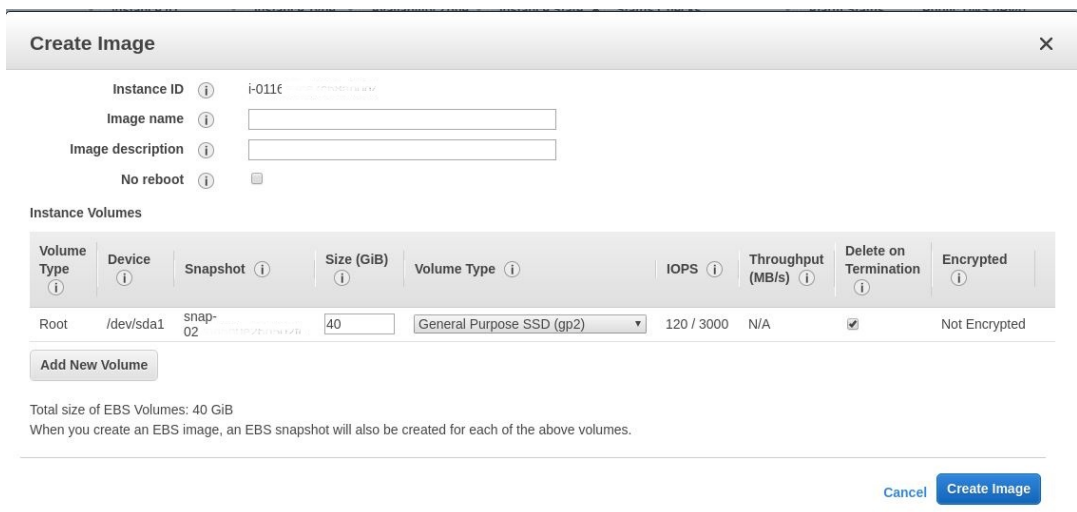 Create Image
Instance ID i-0116
Image name
Image description
No reboot
Instance Volumes
Volume Type Device Snapshot Size (GiB) Volume Type IOPS Throughput (MB/s) Delete on Termination Encrypted
Root /dev/sda1 snap-02 40 General Purpose SSD (gp2) 120 / 3000 N/A Not Encrypted
Add New Volume
Total size of EBS Volumes: 40 GiB
When you create an EBS image, an EBS snapshot will also be created for each of the above volumes.
Cancel Create Image